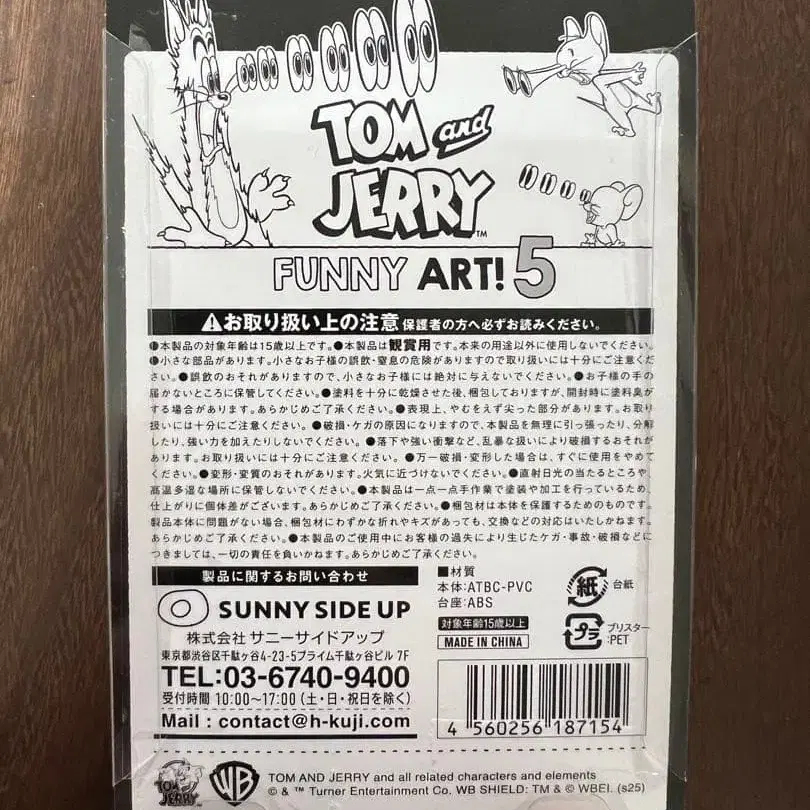 TOM and
JERRY™
FUNNY ART! 5
⚠お取り扱い上の注意 保護者の方へ必ずお読みください。
●本製品の対象年齢は15歳以上です。●本製品は観賞用です。本来の用途以外に使用しないでください。
●小さな部品があります。小さなお子様の誤飲・窒息の危険がありますので取り扱いには十分にご注意くだ
さい。●誤飲のおそれがありますので、小さなお子様には絶対に与えないでください。●お子様の手の
届かないところに保管してください。●塗料を十分に乾燥させた後、梱包しておりますが、開封時に塗料臭が
する場合があります。あらかじめご了承ください。●表現上、やむをえず尖った部分があります。お取り
扱いには十分にご注意ください。●破損・ケガの原因になりますので、本製品を無理に引っ張ったり、分解
したり、強い力を加えたりしないでください。●落下や強い衝撃など、乱暴な扱いにより破損するおそれが
あります。お取り扱いには十分にご注意ください。●万一破損・変形した場合は、すぐに使用をやめて
ください。●変形・変質のおそれがあります。火気に近づけないでください。●直射日光の当たるところや、
高温多湿な場所に保管しないでください。●本製品は一点一点手作業で塗装や加工を行っているため、
仕上がりに個体差がございます。あらかじめご了承ください。●梱包材は本体を保護するためのものです。
製品本体に問題がない場合、梱包材にわずかな折れやキズがあっても、交換などの対応はいたしかねます。
あらかじめご了承ください。●本製品のご使用中にお客様の過失により生じたケガ・事故・破損などに
つきましては、一切の責任を負いかねます。あらかじめご了承ください。
製品に関するお問い合わせ
SUNNY SIDE UP
株式会社 サニーサイドアップ
東京都渋谷区千駄ヶ谷4-23-5プライム千駄ヶ谷ビル 7F
TEL:03-6740-9400
受付時間 10:00〜17:00（土・日・祝日を除く）
Mail : contact@h-kuji.com
■材質
本体:ATBC-PVC
台座:ABS
対象年齢15歳以上
MADE IN CHINA
紙 台紙
プラ ブリスター
:PET
4 560256 187154
TOM AND JERRY
WB
TOM AND JERRY and all related characters and elements
© & ™ Turner Entertainment Co. WB SHIELD: TM & © WBEI. (s25)